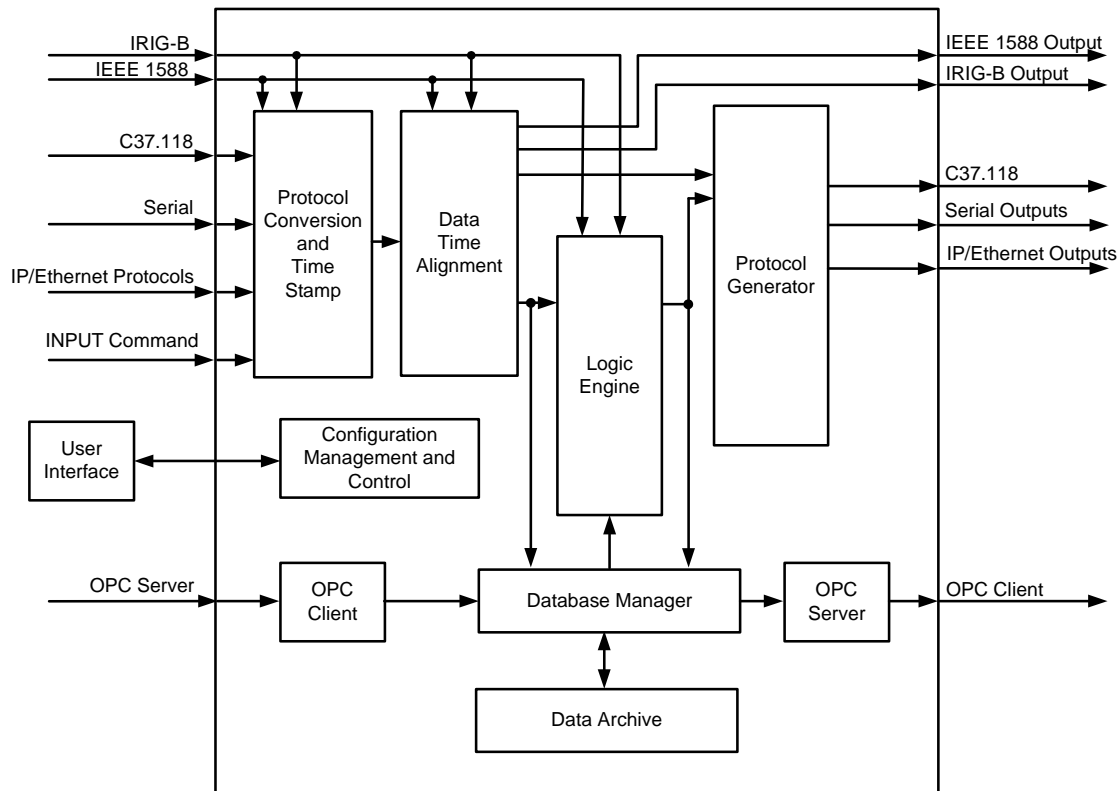 IRIG-B
IEEE 1588
IEEE 1588 Output
IRIG-B Output
C37.118
Serial
IP/Ethernet Protocols
INPUT Command
Protocol
Conversion
and
Time
Stamp
Data
Time
Alignment
Logic
Engine
Protocol
Generator
C37.118
Serial Outputs
IP/Ethernet Outputs
User
Interface
Configuration
Management and
Control
OPC Server
OPC
Client
Database Manager
OPC
Server
OPC Client
Data Archive